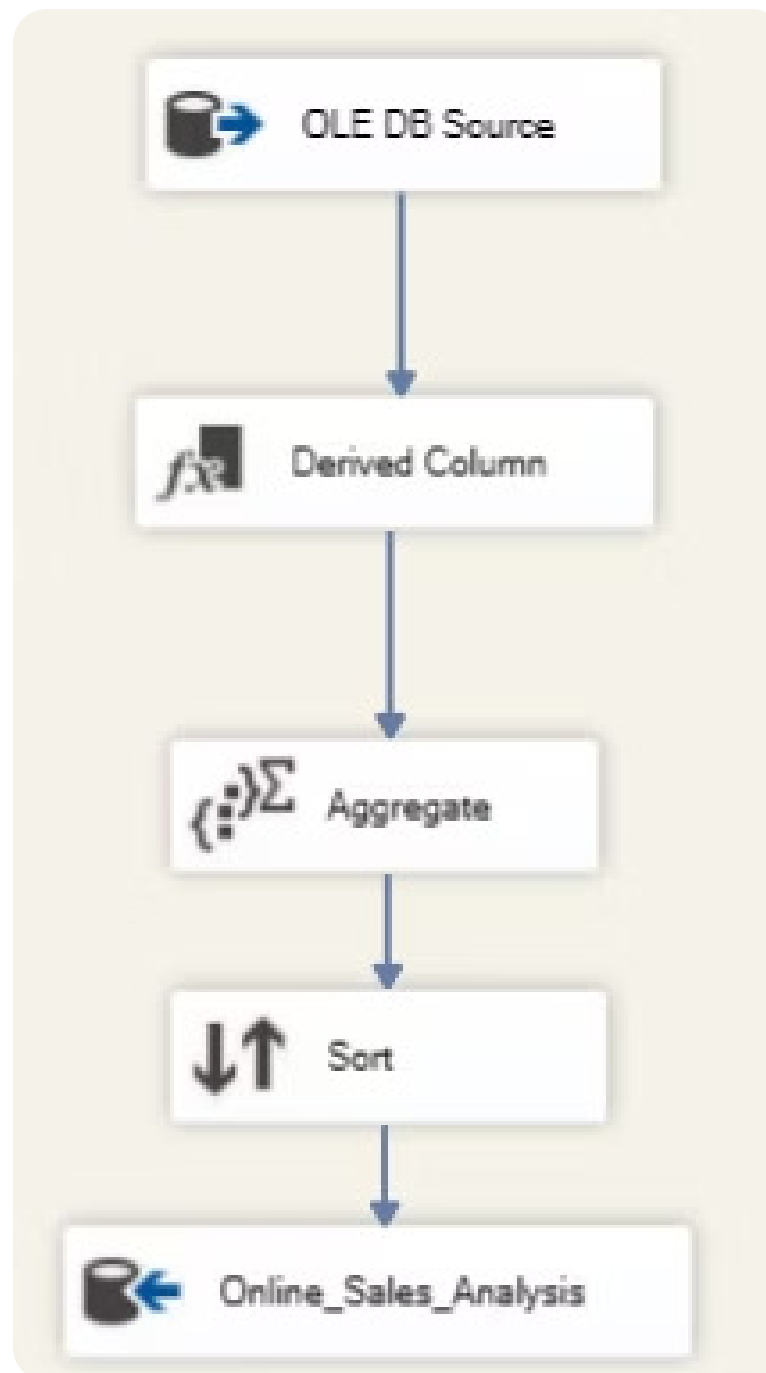 OLE DB Source
Derived Column
Aggregate
Sort
Online_Sales_Analysis